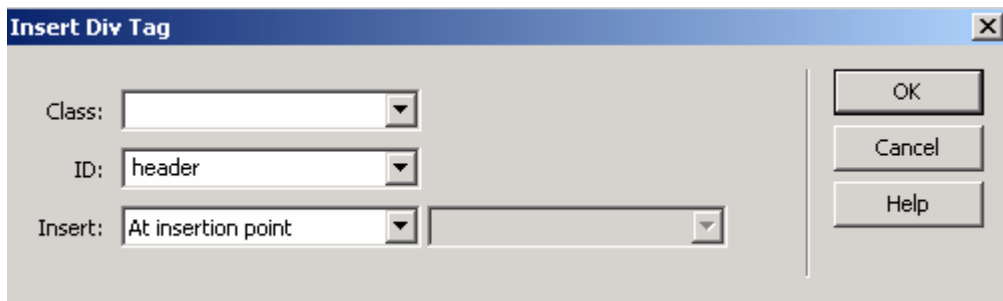 Insert Div Tag
Class:
OK
ID: header
Cancel
Insert: At insertion point
Help